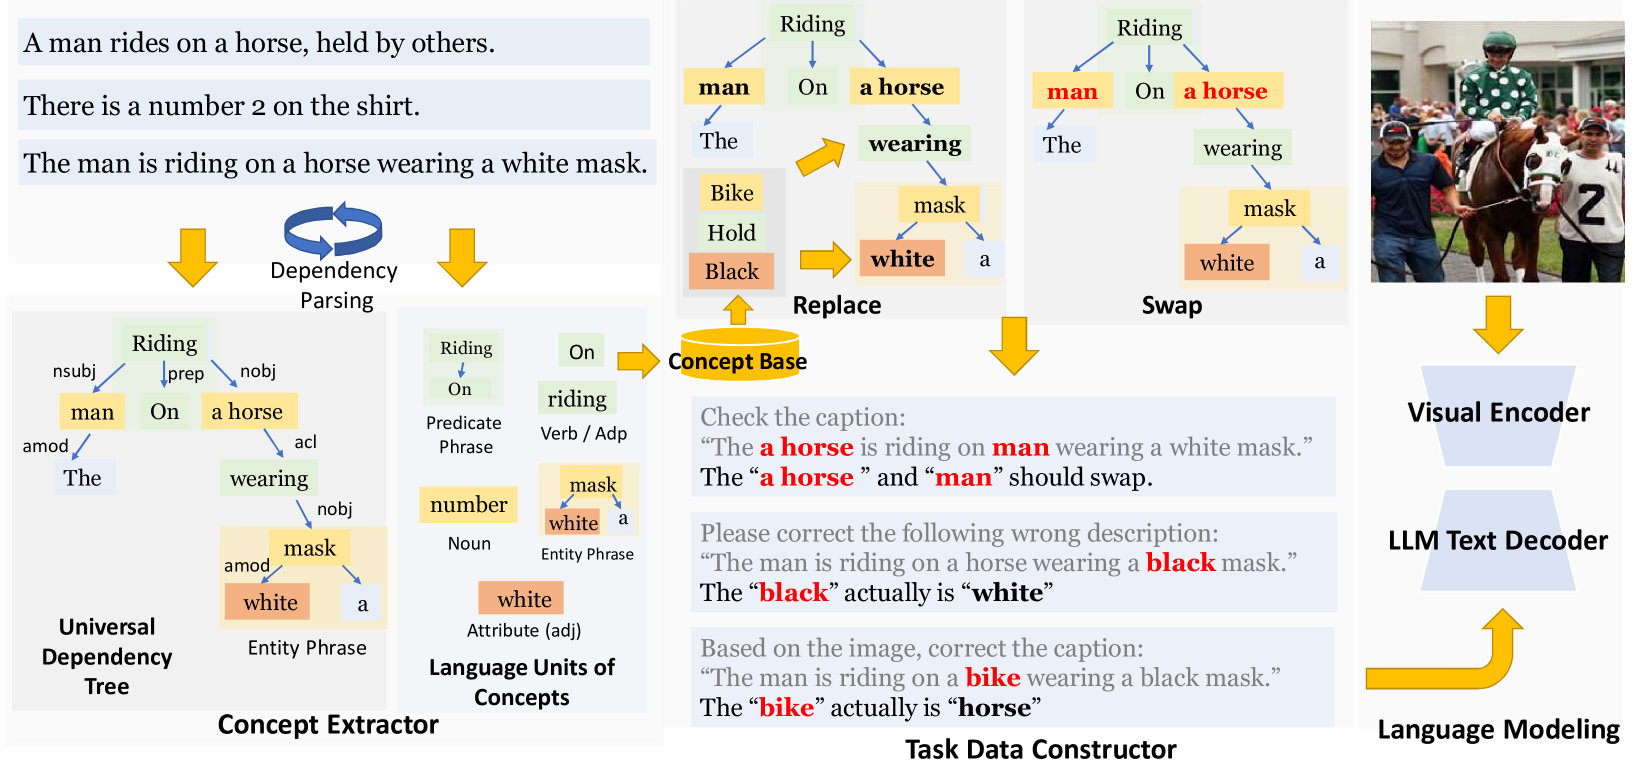 A man rides on a horse, held by others.
There is a number 2 on the shirt.
The man is riding on a horse wearing a white mask.
Dependency
Parsing
Riding
nsubj
prep
nobj
man
On
a horse
amod
acl
The
wearing
nobj
mask
amod
white
a
Entity Phrase
Universal
Dependency
Tree
Riding
On
Predicate
Phrase
On
riding
Verb / Adp
number
Noun
mask
white
a
Entity Phrase
white
Attribute (adj)
Language Units of
Concepts
Concept Extractor
Riding
man
On
a horse
The
wearing
Bike
Hold
Black
mask
white
a
Replace
Concept Base
Riding
man
On
a horse
The
wearing
mask
white
a
Swap
Check the caption:
“The a horse is riding on man wearing a white mask.”
The “a horse ” and “man” should swap.
Please correct the following wrong description:
“The man is riding on a horse wearing a black mask.”
The “black” actually is “white”
Based on the image, correct the caption:
“The man is riding on a bike wearing a black mask.”
The “bike” actually is “horse”
Task Data Constructor
2
Visual Encoder
LLM Text Decoder
Language Modeling